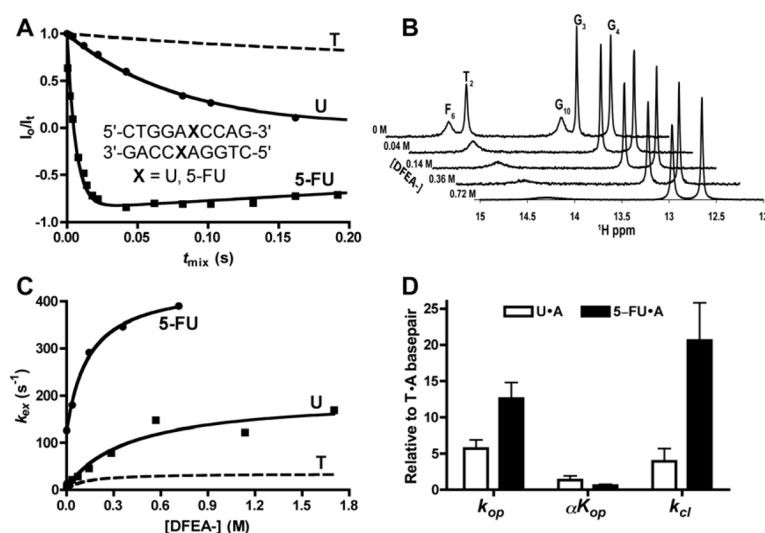 A
1.0
0.5
0.0
-0.5
-1.0
I₀/Iₜ
T
U
5'-CTGGAXCCAG-3'
3'-GACCXAGGTC-5'
X = U, 5-FU
5-FU
0.00 0.05 0.10 0.15 0.20
tmix (s)
B
G₃ G₄
T₂
F₆ G₁₀
0 M
0.04 M
0.14 M
0.36 M
0.72 M
[DFEA-]
15 14 13.5 13 12.5 12
¹H ppm
C
400
300
200
100
0
kex (s⁻¹)
5-FU
U
T
0.0 0.3 0.6 0.9 1.2 1.5 1.8
[DFEA-] (M)
D
U•A 5–FU•A
25
20
15
10
5
0
Relative to T•A basepair
kop αKop kcl